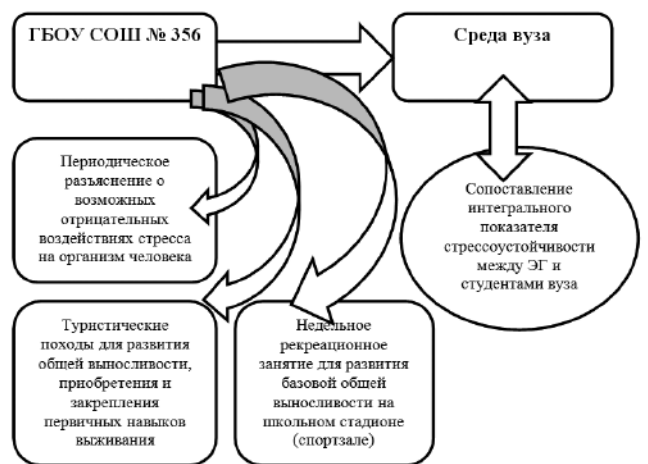 ГБОУ СОШ № 356
Среда вуза
Периодическое
разъяснение о
возможных
отрицательных
воздействиях стресса
на организм человека
Сопоставление
интегрального
показателя
стрессоустойчивости
между ЭГ и
студентами вуза
Туристические
походы для развития
общей выносливости,
приобретения и
закрепления
первичных навыков
выживания
Недельное
рекреационное
занятие для развития
базовой общей
выносливости на
школьном стадионе
(спортзале)